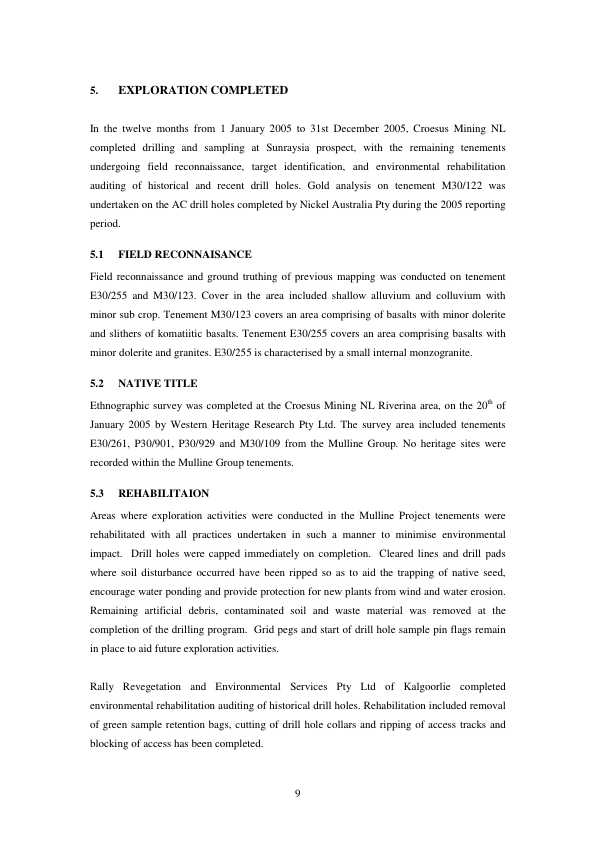 5. EXPLORATION COMPLETED
In the twelve months from 1 January 2005 to 31st December 2005, Croesus Mining NL
completed drilling and sampling at Sunraysia prospect, with the remaining tenements
undergoing field reconnaissance, target identification, and environmental rehabilitation
auditing of historical and recent drill holes. Gold analysis on tenement M30/122 was
undertaken on the AC drill holes completed by Nickel Australia Pty during the 2005 reporting
period.
5.1 FIELD RECONNAISANCE
Field reconnaissance and ground truthing of previous mapping was conducted on tenement
E30/255 and M30/123. Cover in the area included shallow alluvium and colluvium with
minor sub crop. Tenement M30/123 covers an area comprising of basalts with minor dolerite
and slithers of komatiitic basalts. Tenement E30/255 covers an area comprising basalts with
minor dolerite and granites. E30/255 is characterised by a small internal monzogranite.
5.2 NATIVE TITLE
Ethnographic survey was completed at the Croesus Mining NL Riverina area, on the 20th of
January 2005 by Western Heritage Research Pty Ltd. The survey area included tenements
E30/261, P30/901, P30/929 and M30/109 from the Mulline Group. No heritage sites were
recorded within the Mulline Group tenements.
5.3 REHABILITAION
Areas where exploration activities were conducted in the Mulline Project tenements were
rehabilitated with all practices undertaken in such a manner to minimise environmental
impact. Drill holes were capped immediately on completion. Cleared lines and drill pads
where soil disturbance occurred have been ripped so as to aid the trapping of native seed,
encourage water ponding and provide protection for new plants from wind and water erosion.
Remaining artificial debris, contaminated soil and waste material was removed at the
completion of the drilling program. Grid pegs and start of drill hole sample pin flags remain
in place to aid future exploration activities.
Rally Revegetation and Environmental Services Pty Ltd of Kalgoorlie completed
environmental rehabilitation auditing of historical drill holes. Rehabilitation included removal
of green sample retention bags, cutting of drill hole collars and ripping of access tracks and
blocking of access has been completed.
9